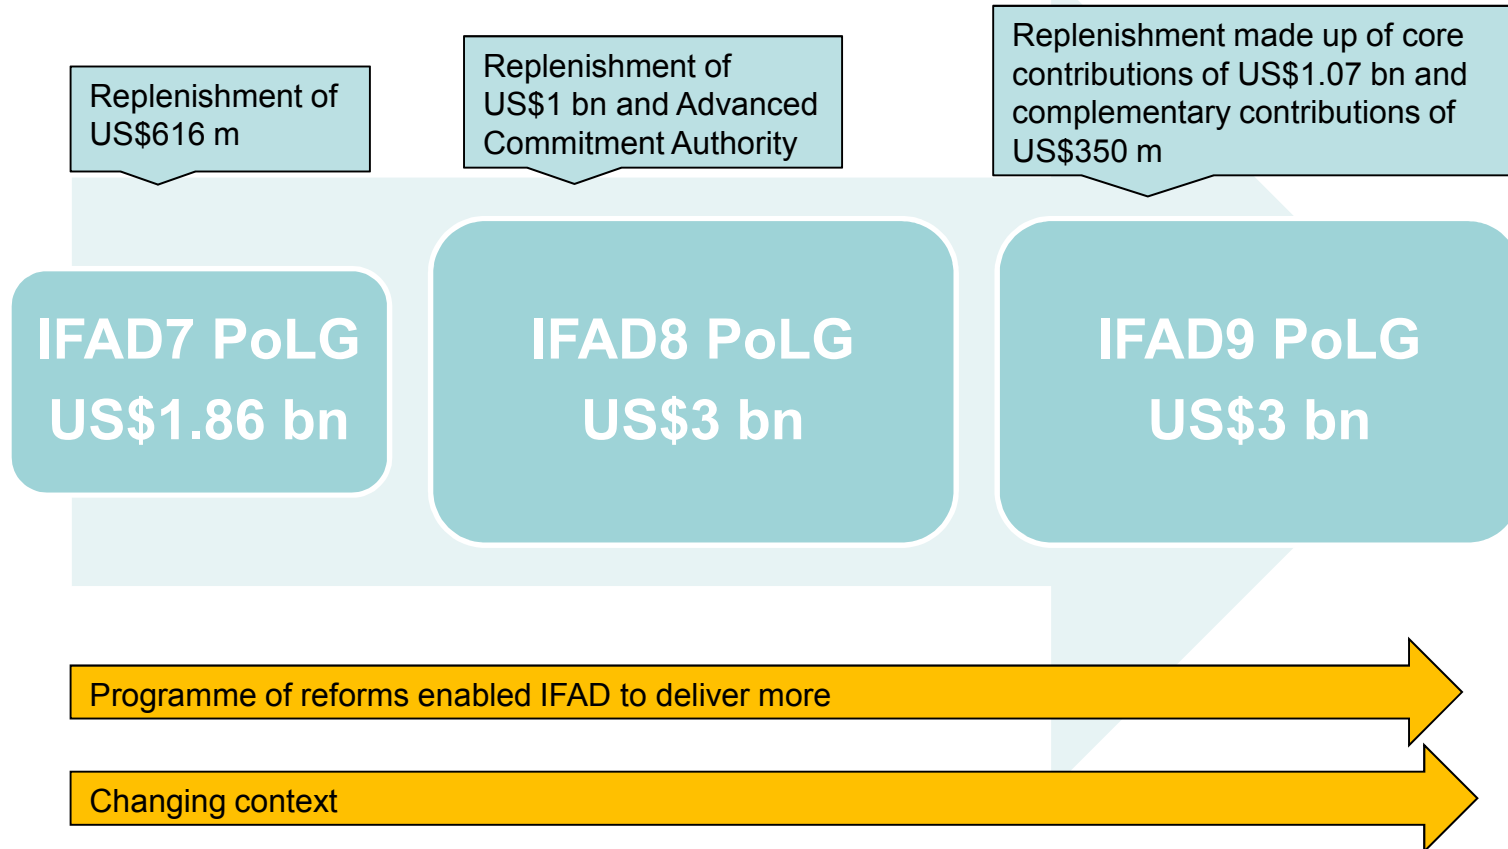 Replenishment of
US$616 m
Replenishment of
US$1 bn and Advanced
Commitment Authority
Replenishment made up of core
contributions of US$1.07 bn and
complementary contributions of
US$350 m
IFAD7 PoLG
US$1.86 bn
IFAD8 PoLG
US$3 bn
IFAD9 PoLG
US$3 bn
Programme of reforms enabled IFAD to deliver more
Changing context